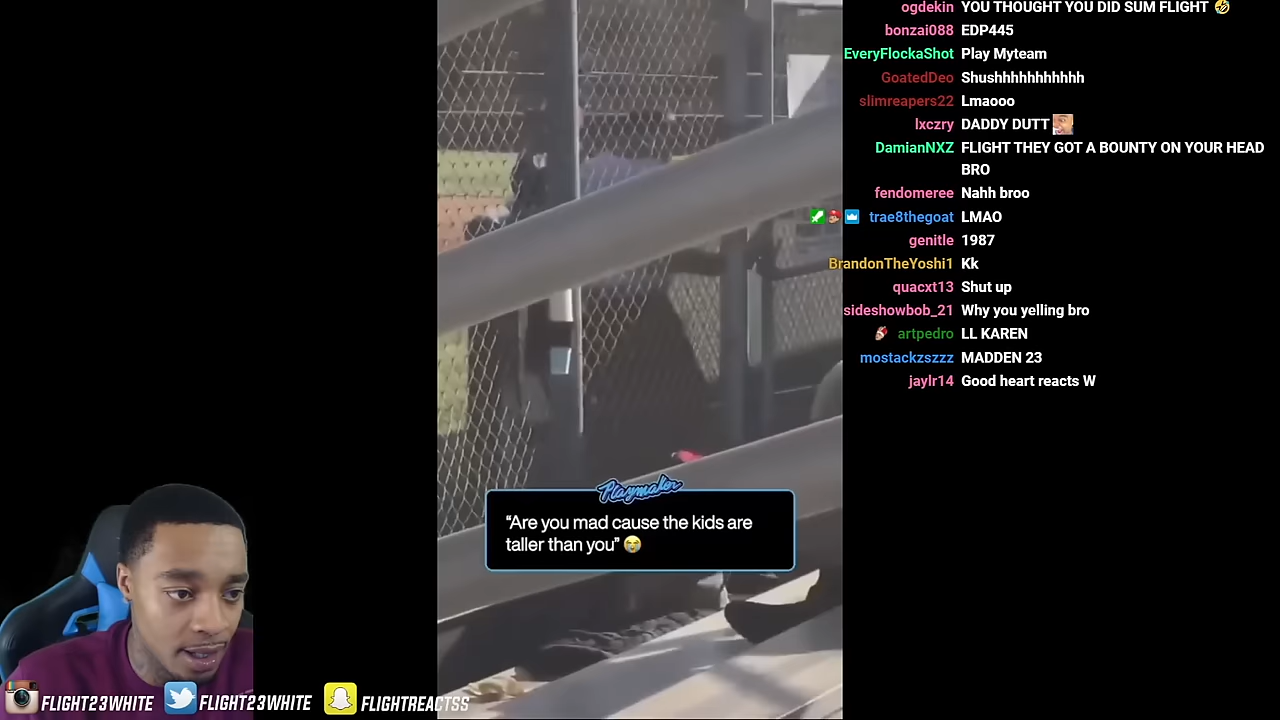 ogdekin YOU THOUGHT YOU DID SUM FLIGHT 🤣
bonzai088 EDP445
EveryFlockaShot Play Myteam
GoatedDeo Shushhhhhhhhhhh
slimreapers22 Lmaooo
lxczry DADDY DUTT
DamianNXZ FLIGHT THEY GOT A BOUNTY ON YOUR HEAD
BRO
fendomeree Nahh broo
trae8thegoat LMAO
genitle 1987
BrandonTheYoshi1 Kk
quacxt13 Shut up
sideshowbob_21 Why you yelling bro
artpedro LL KAREN
mostackzszzz MADDEN 23
jaylr14 Good heart reacts W
Playmaker
“Are you mad cause the kids are
taller than you” 😭
FLIGHT23WHITE FLIGHT23WHITE FLIGHTREACTSS